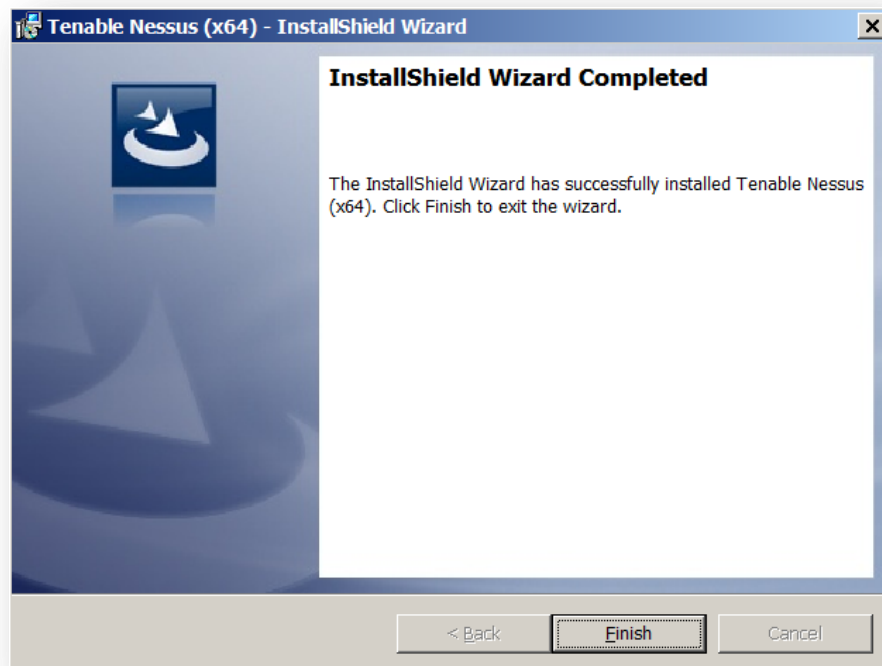 Tenable Nessus (x64) - InstallShield Wizard
InstallShield Wizard Completed
The InstallShield Wizard has successfully installed Tenable Nessus
(x64). Click Finish to exit the wizard.
< Back Finish Cancel